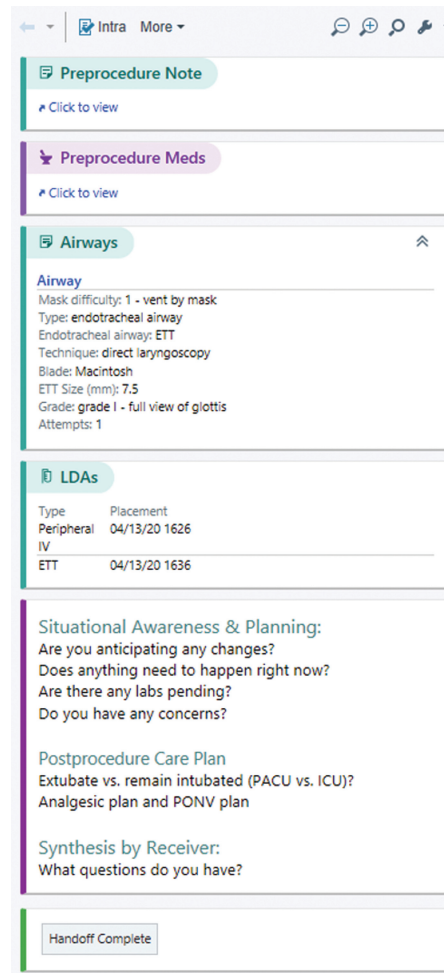 Intra More
Preprocedure Note
Click to view
Preprocedure Meds
Click to view
Airways
Airway
Mask difficulty: 1 - vent by mask
Type: endotracheal airway
Endotracheal airway: ETT
Technique: direct laryngoscopy
Blade: Macintosh
ETT Size (mm): 7.5
Grade: grade I - full view of glottis
Attempts: 1
LDAs
Type Placement
Peripheral 04/13/20 1626
IV
ETT 04/13/20 1636
Situational Awareness & Planning:
Are you anticipating any changes?
Does anything need to happen right now?
Are there any labs pending?
Do you have any concerns?
Postprocedure Care Plan
Extubate vs. remain intubated (PACU vs. ICU)?
Analgesic plan and PONV plan
Synthesis by Receiver:
What questions do you have?
Handoff Complete